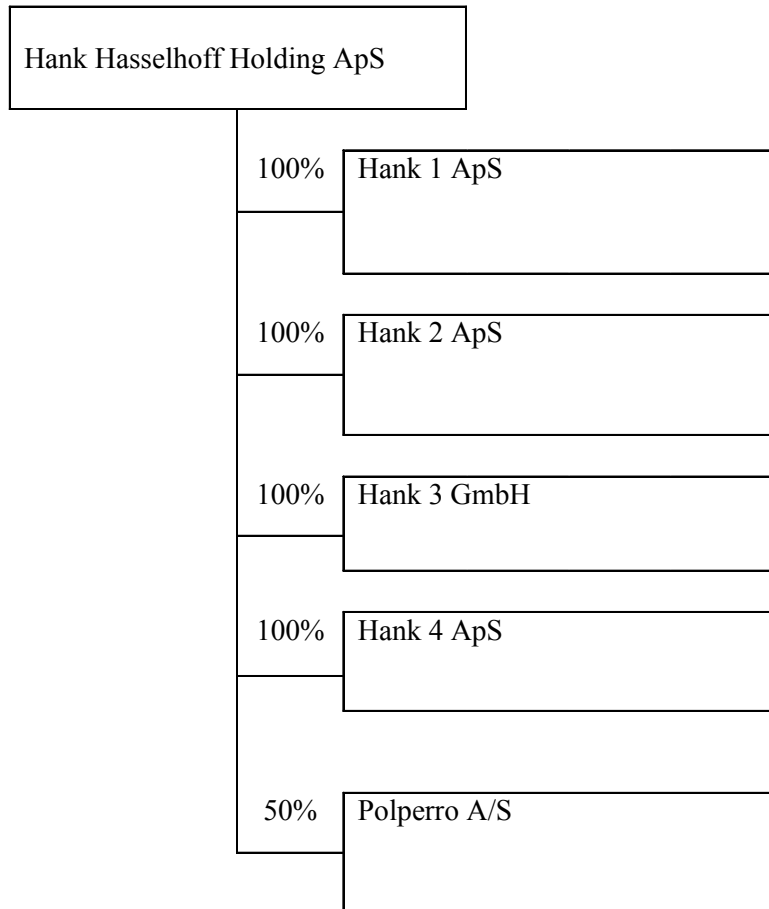 Hank Hasselhoff Holding ApS
100% Hank 1 ApS
100% Hank 2 ApS
100% Hank 3 GmbH
100% Hank 4 ApS
50% Polperro A/S